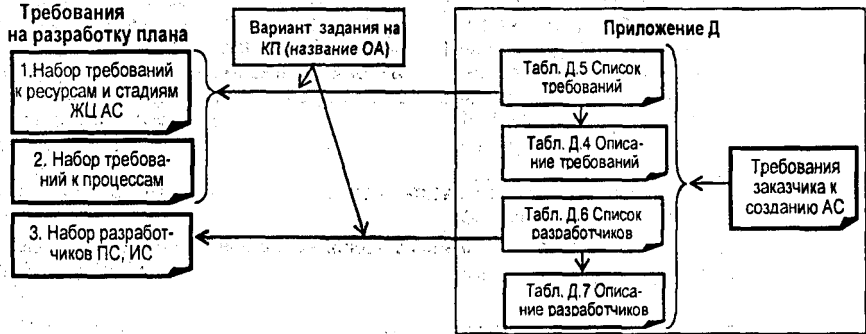 Требования
на разработку плана
1.Набор требований
к ресурсам и стадиям
ЖЦ АС
2. Набор требова-
ний к процессам
3. Набор разработ-
чиков ПС, ИС
Вариант задания на
КП (название ОА)
Приложение Д
Табл. Д.5 Список
требований
Табл. Д.4 Описа-
ние требований
Табл. Д.6 Список
разработчиков
Табл. Д.7 Описа-
ние разработчиков
Требования
заказчика к
созданию АС